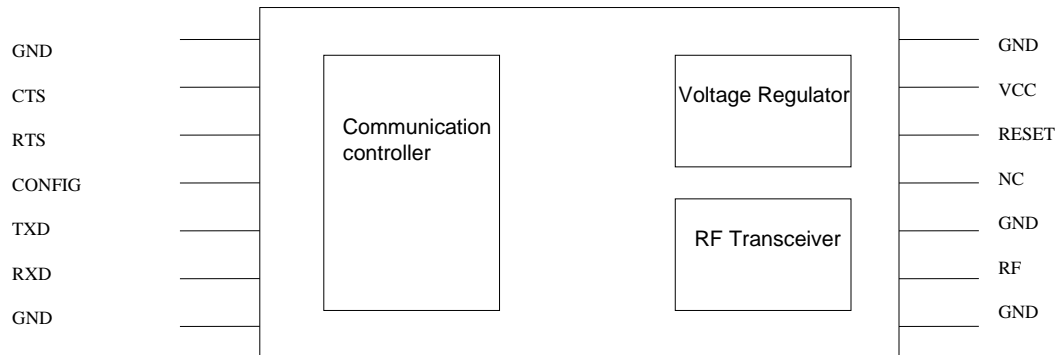 GND
CTS
RTS
CONFIG
TXD
RXD
GND
Communication
controller
Voltage Regulator
RF Transceiver
GND
VCC
RESET
NC
GND
RF
GND